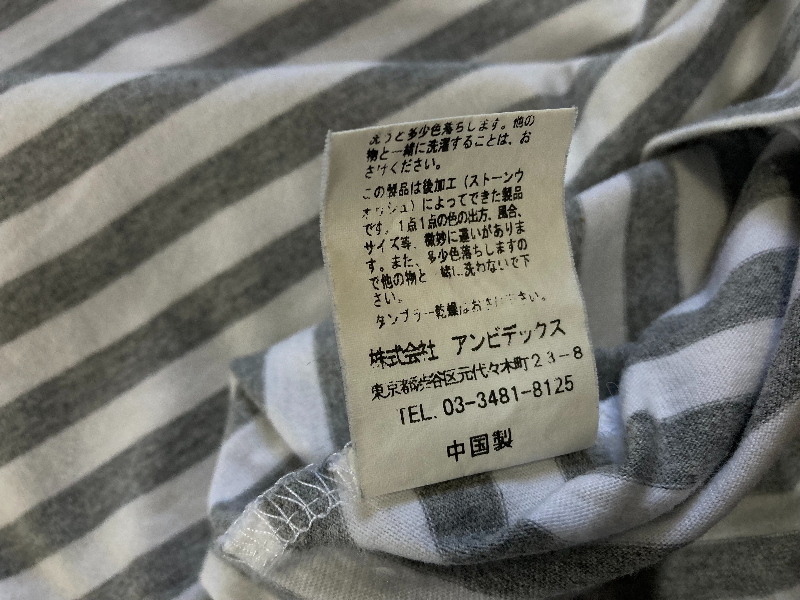 洗うと多少色落ちします。他の
物と一緒に洗濯することは、お
さけください。
この製品は後加工（ストーンウ
ォッシュ）によってできた製品
です。1点1点の色の出方、風合、
サイズ等、微妙に違いがありま
す。また、多少色落ちしますの
で他の物と一緒に洗わないで下
さい。
タンブラー乾燥はおさけ下さい。
株式会社 アンビデックス
東京都渋谷区元代々木町23-8
TEL. 03-3481-8125
中国製